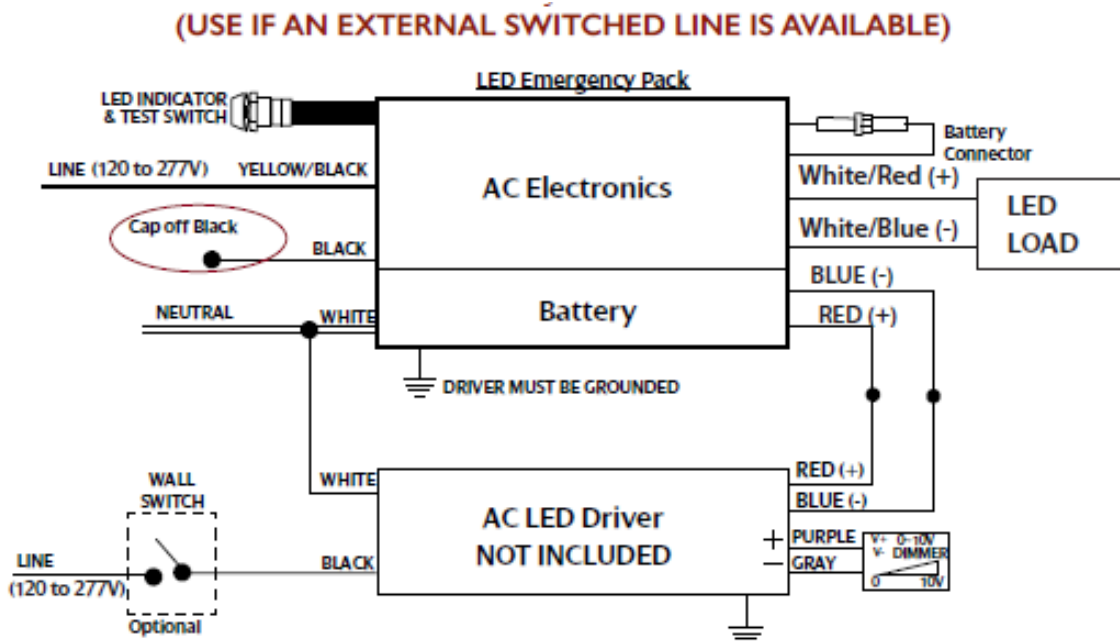 (USE IF AN EXTERNAL SWITCHED LINE IS AVAILABLE)
LED Emergency Pack
LED INDICATOR
& TEST SWITCH
Battery
Connector
LINE (120 to 277V)
YELLOW/BLACK
AC Electronics
White/Red (+)
LED
LOAD
Cap off Black
BLACK
White/Blue (-)
BLUE (-)
NEUTRAL
WHITE
Battery
RED (+)
DRIVER MUST BE GROUNDED
WALL
SWITCH
WHITE
RED (+)
BLUE (-)
AC LED Driver
NOT INCLUDED
+ PURPLE
− GRAY
V+ 0-10V
V- DIMMER
0 10V
LINE
(120 to 277V)
BLACK
Optional